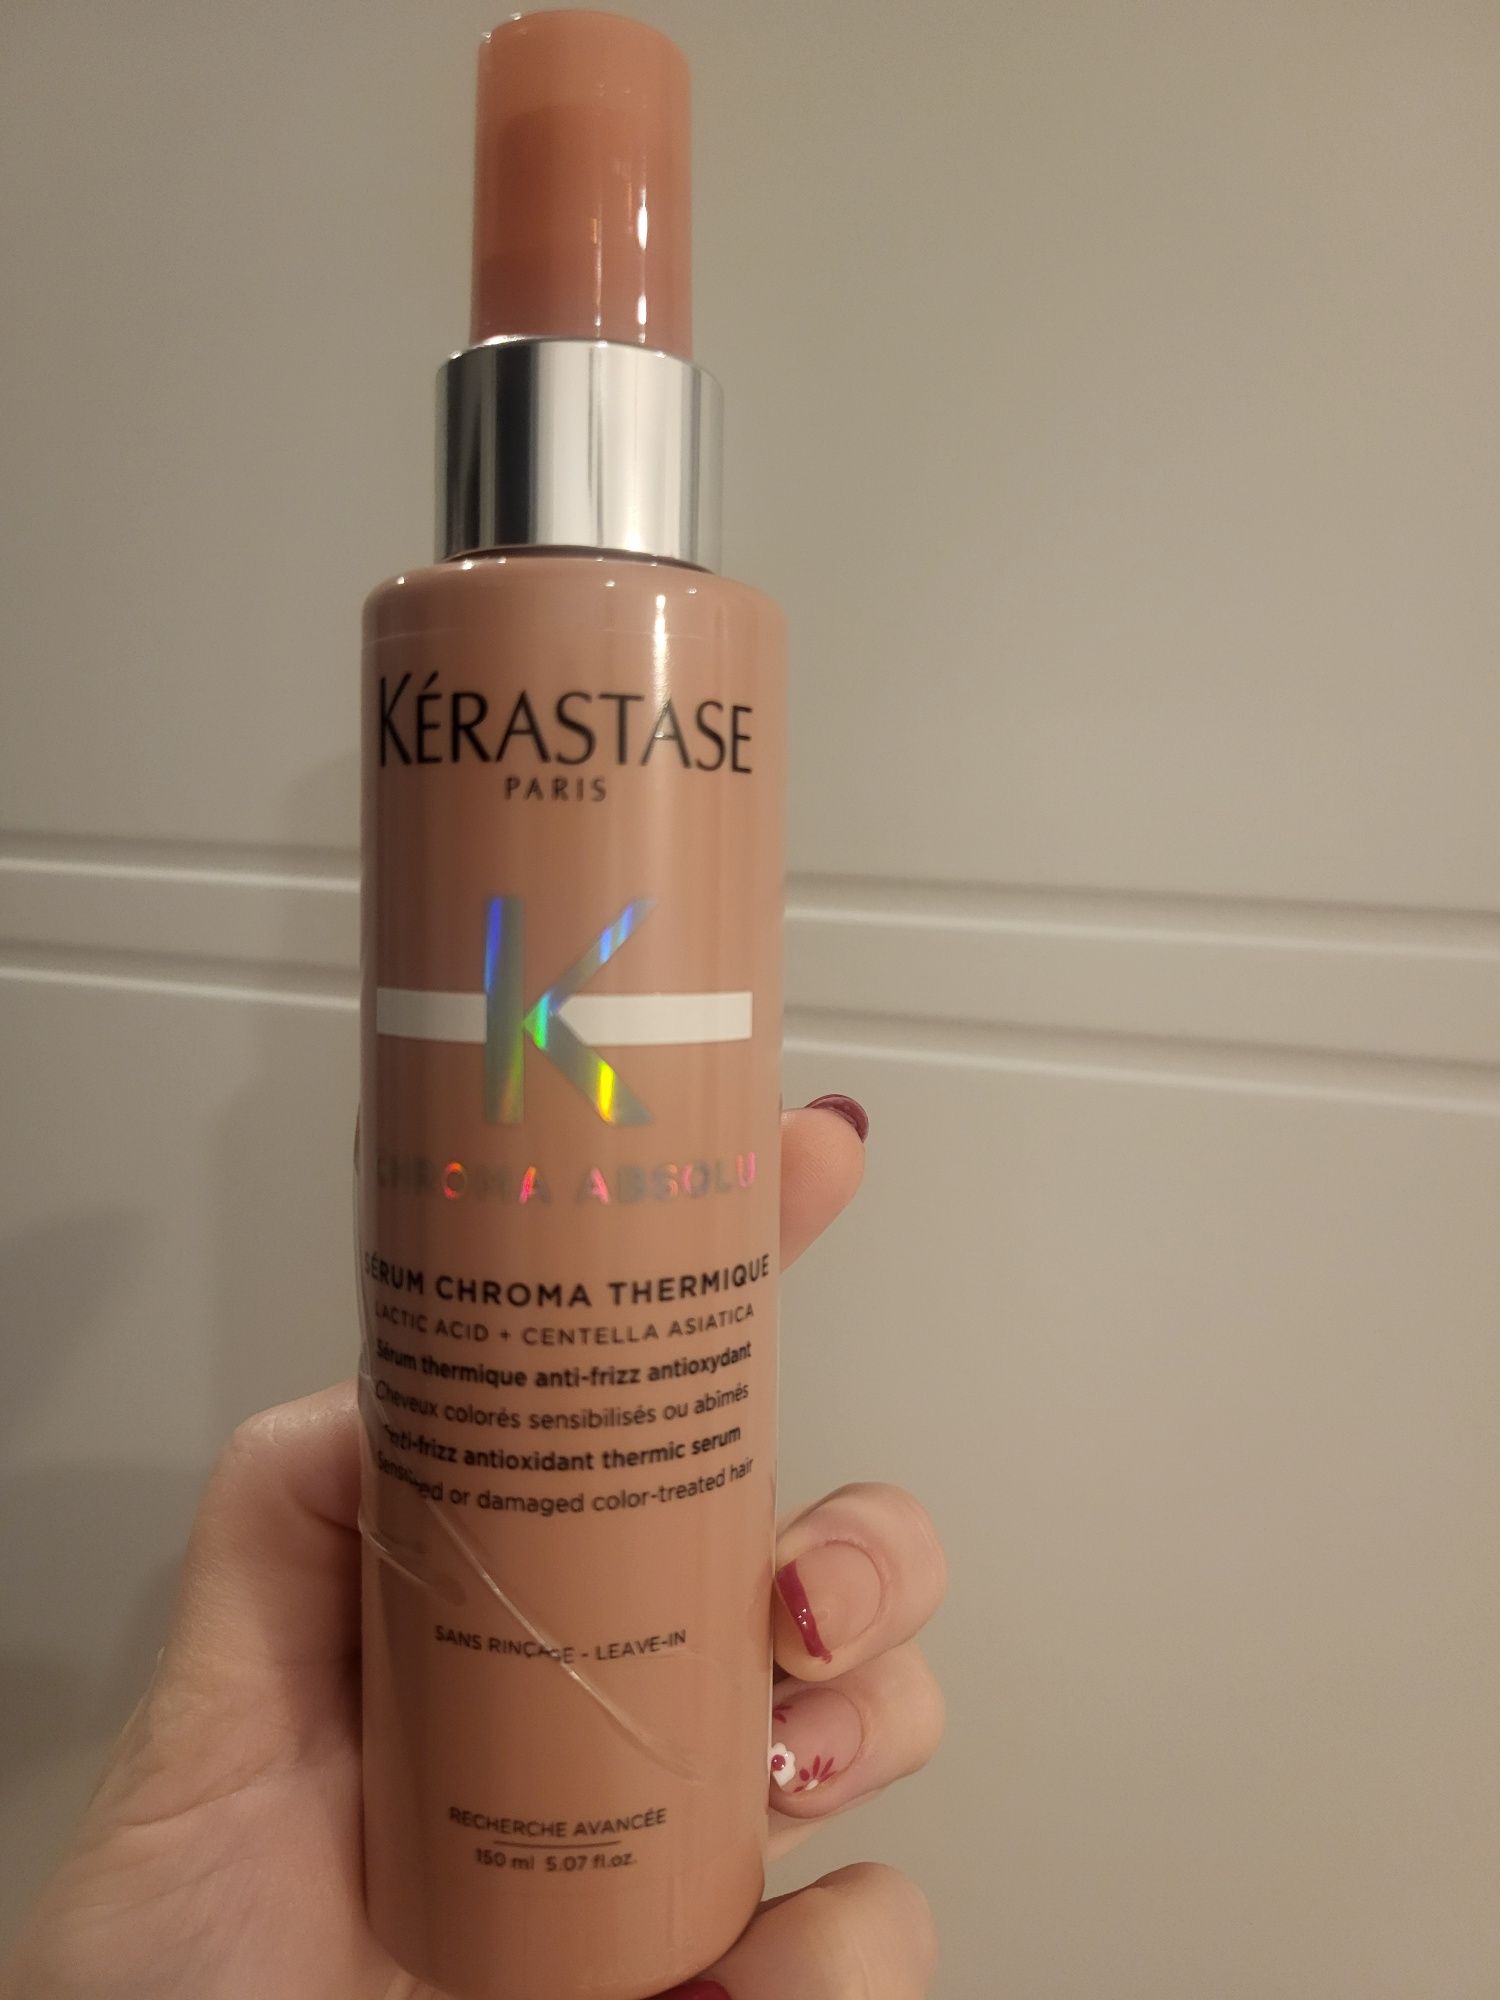 KÉRASTASE
PARIS
K
CHROMA ABSOLU
SÉRUM CHROMA THERMIQUE
LACTIC ACID + CENTELLA ASIATICA
Sérum thermique anti-frizz antioxydant
Cheveux colorés sensibilisés ou abîmés
Anti-frizz antioxidant thermic serum
Sensitized or damaged color-treated hair
SANS RINÇAGE - LEAVE-IN
RECHERCHE AVANCÉE
150 ml 5.07 fl.oz.